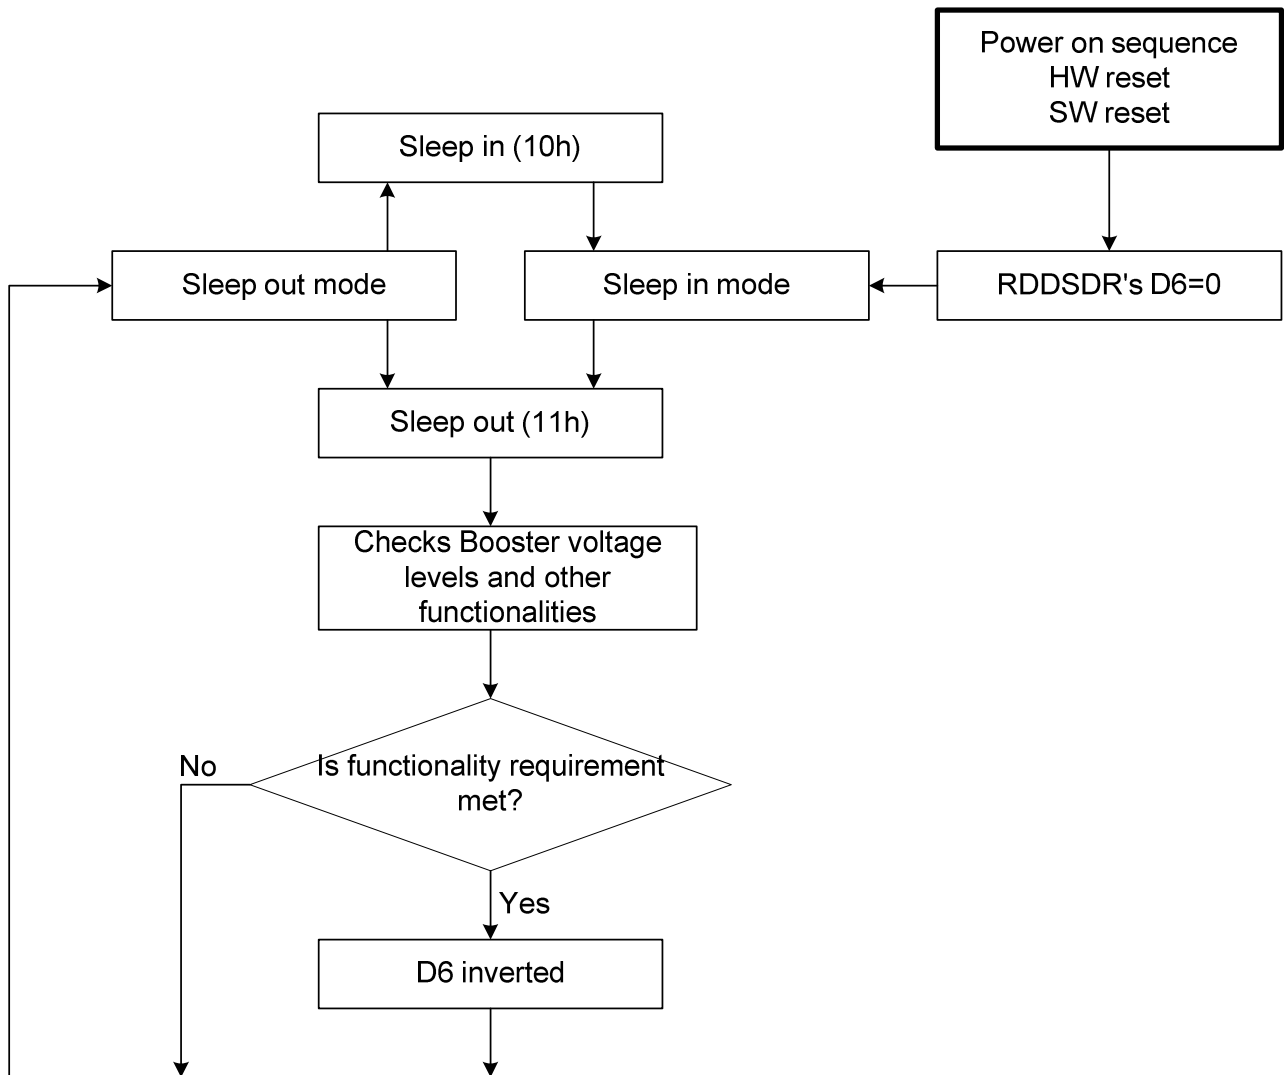 Power on sequence
HW reset
SW reset
Sleep in (10h)
Sleep out mode
Sleep in mode
RDDSDR's D6=0
Sleep out (11h)
Checks Booster voltage
levels and other
functionalities
Is functionality requirement
met?
No
Yes
D6 inverted